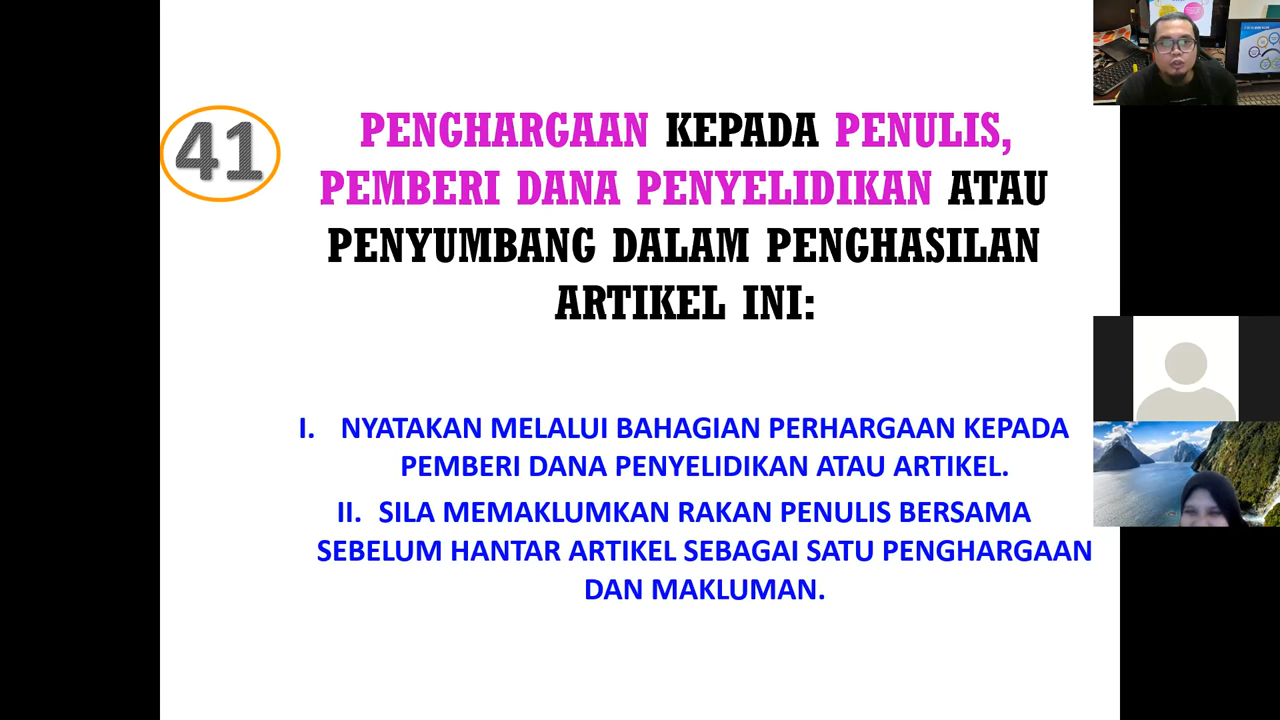 41
PENGHARGAAN KEPADA PENULIS,
PEMBERI DANA PENYELIDIKAN ATAU
PENYUMBANG DALAM PENGHASILAN
ARTIKEL INI:
I. NYATAKAN MELALUI BAHAGIAN PERHARGAAN KEPADA
PEMBERI DANA PENYELIDIKAN ATAU ARTIKEL.
II. SILA MEMAKLUMKAN RAKAN PENULIS BERSAMA
SEBELUM HANTAR ARTIKEL SEBAGAI SATU PENGHARGAAN
DAN MAKLUMAN.